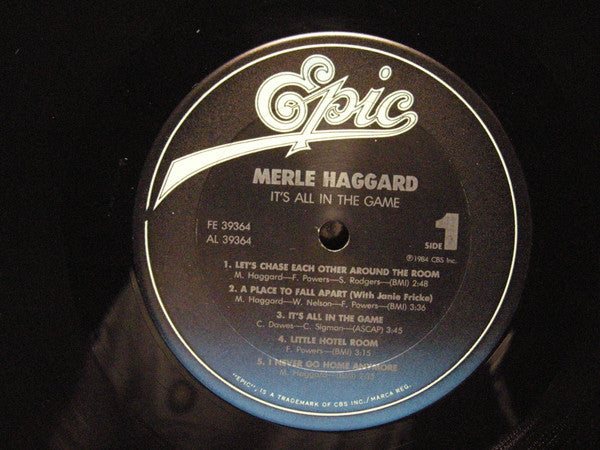 Epic
MERLE HAGGARD
IT'S ALL IN THE GAME
FE 39364
AL 39364
SIDE 1
℗1984 CBS Inc.
1. LET'S CHASE EACH OTHER AROUND THE ROOM
M. Haggard—F. Powers—S. Rodgers—(BMI) 2:48
2. A PLACE TO FALL APART (With Janie Fricke)
M. Haggard—W. Nelson—F. Powers—(BMI) 3:36
3. IT'S ALL IN THE GAME
C. Dawes—C. Sigman—(ASCAP) 3:45
4. LITTLE HOTEL ROOM
F. Powers—(BMI) 3:15
5. I NEVER GO HOME ANYMORE
M. Haggard—(BMI)
"EPIC", IS A TRADEMARK OF CBS INC./MARCA REG.